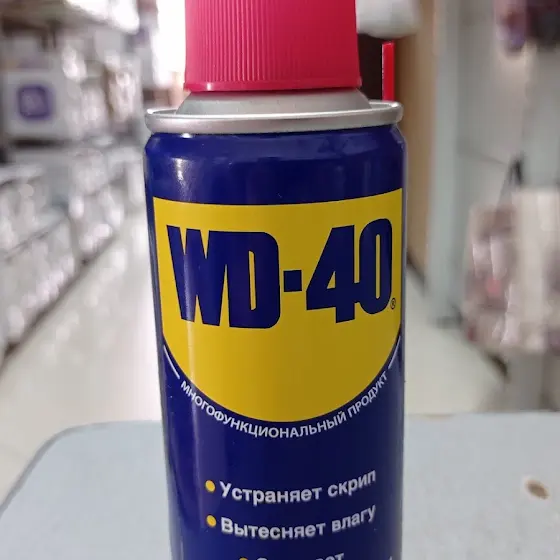 WD-40®
МНОГОФУНКЦИОНАЛЬНЫЙ ПРОДУКТ
• Устраняет скрип
• Вытесняет влагу